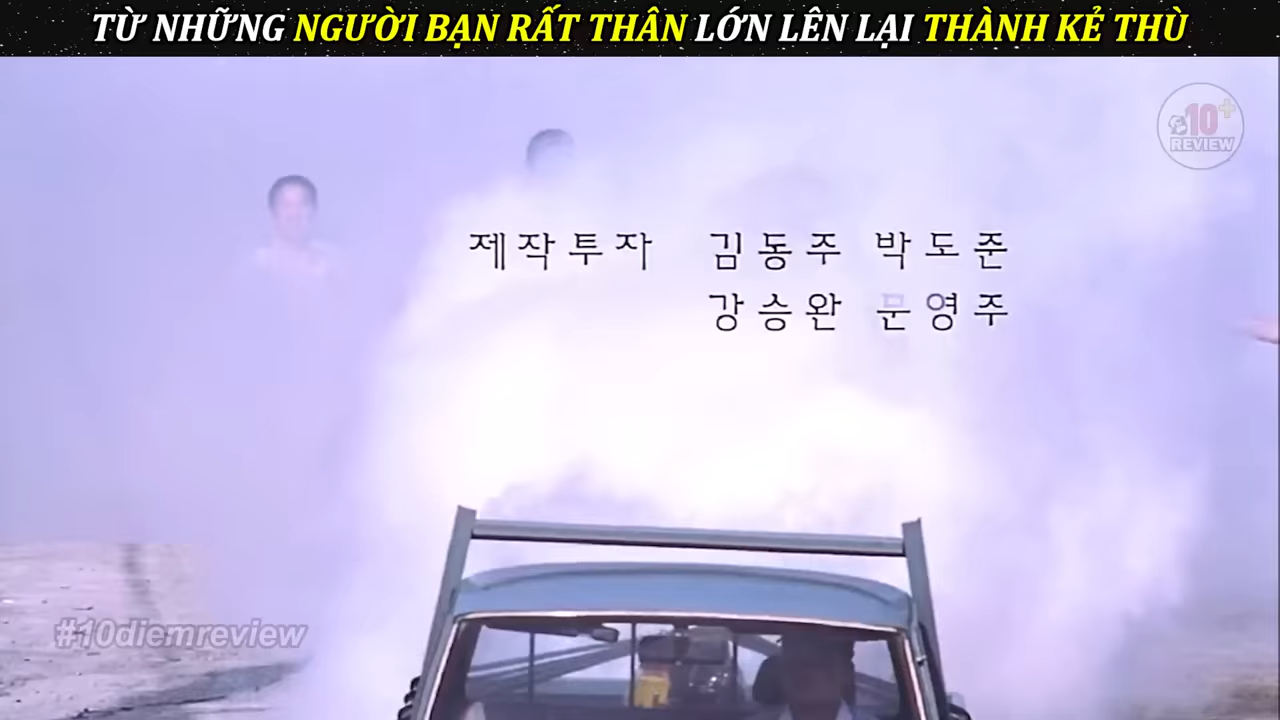 TỪ NHỮNG NGƯỜI BẠN RẤT THÂN LỚN LÊN LẠI THÀNH KẺ THÙ
10+
REVIEW
제작투자 김동주 박도준
강승완 문영주
#10diemreview